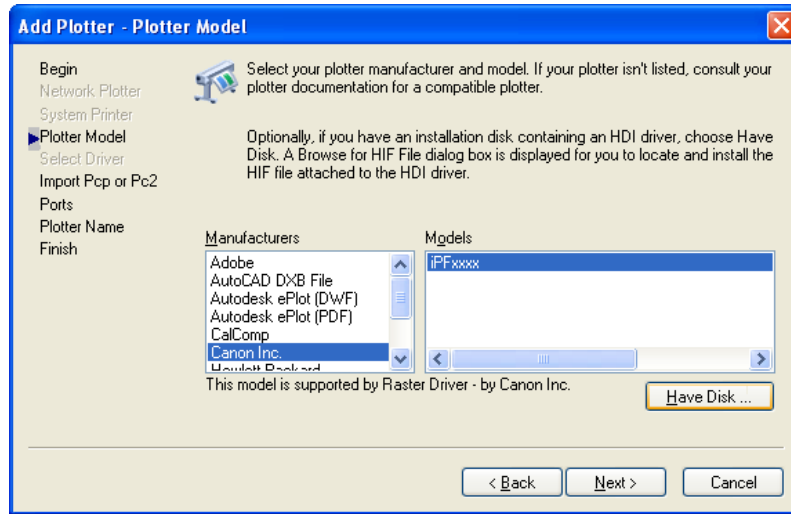 Add Plotter - Plotter Model
Begin
Network Plotter
System Printer
Plotter Model
Select Driver
Import Pcp or Pc2
Ports
Plotter Name
Finish
Select your plotter manufacturer and model. If your plotter isn't listed, consult your
plotter documentation for a compatible plotter.
Optionally, if you have an installation disk containing an HDI driver, choose Have
Disk. A Browse for HIF File dialog box is displayed for you to locate and install the
HIF file attached to the HDI driver.
Manufacturers
Adobe
AutoCAD DXB File
Autodesk ePlot (DWF)
Autodesk ePlot (PDF)
CalComp
Canon Inc.
Hewlett Packard
Models
iPFxxxx
This model is supported by Raster Driver - by Canon Inc.
Have Disk ...
< Back
Next >
Cancel